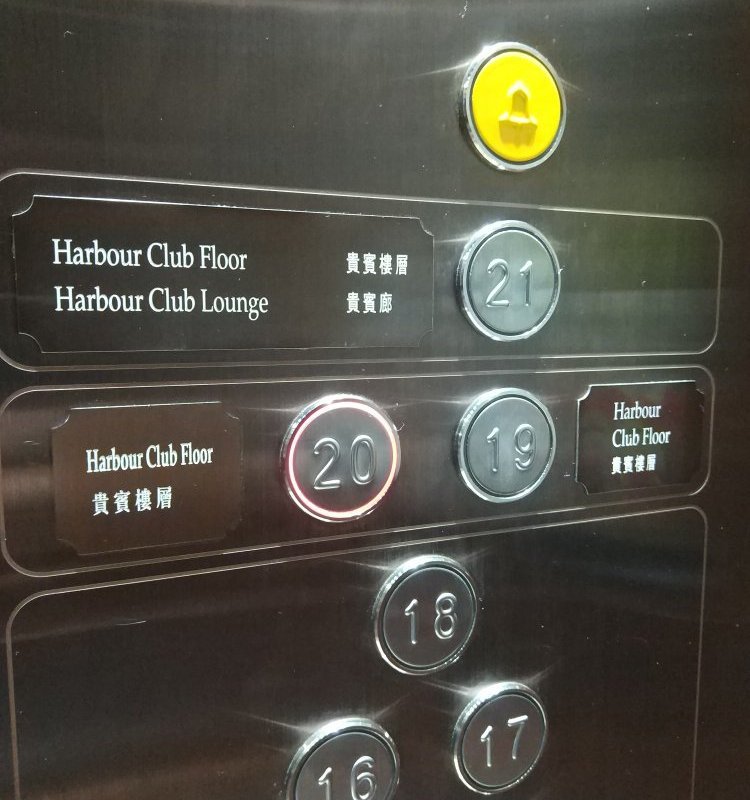 Harbour Club Floor 貴賓樓層
Harbour Club Lounge 貴賓廊
21
Harbour Club Floor
貴賓樓層
20
19
Harbour
Club Floor
貴賓樓層
18
17
16